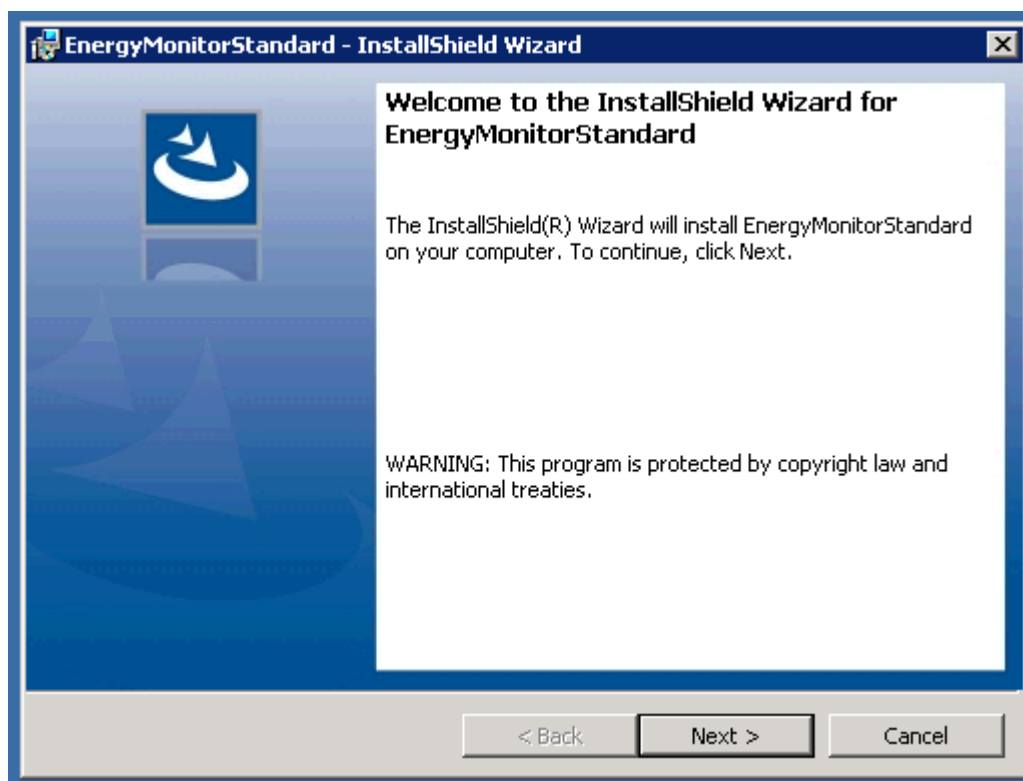 EnergyMonitorStandard - InstallShield Wizard
Welcome to the InstallShield Wizard for
EnergyMonitorStandard
The InstallShield(R) Wizard will install EnergyMonitorStandard
on your computer. To continue, click Next.
WARNING: This program is protected by copyright law and
international treaties.
< Back
Next >
Cancel